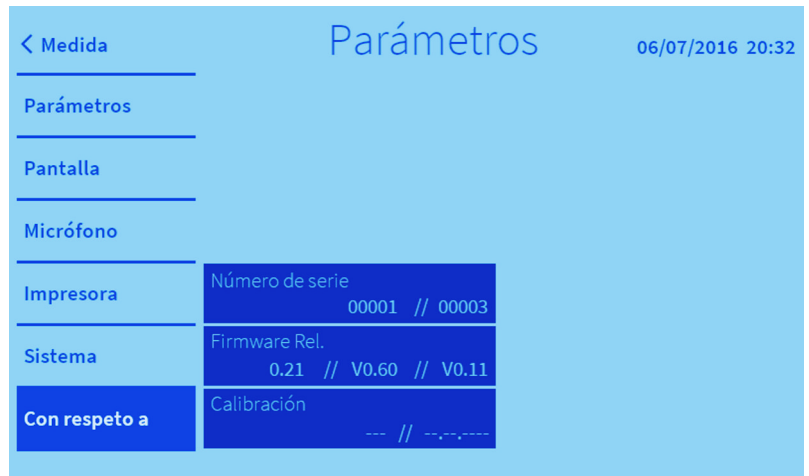 < Medida
Parámetros
06/07/2016 20:32
Parámetros
Pantalla
Micrófono
Impresora
Sistema
Con respeto a
Número de serie
00001 // 00003
Firmware Rel.
0.21 // V0.60 // V0.11
Calibración
--- // --.--.----